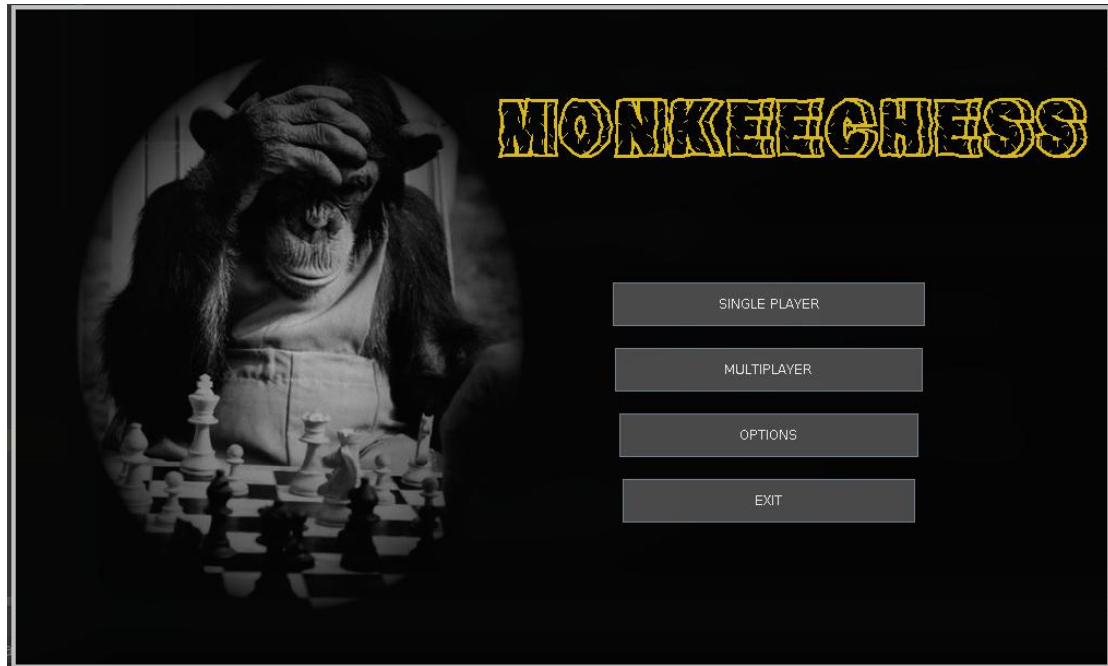 MONKEECHESS
SINGLE PLAYER
MULTIPLAYER
OPTIONS
EXIT